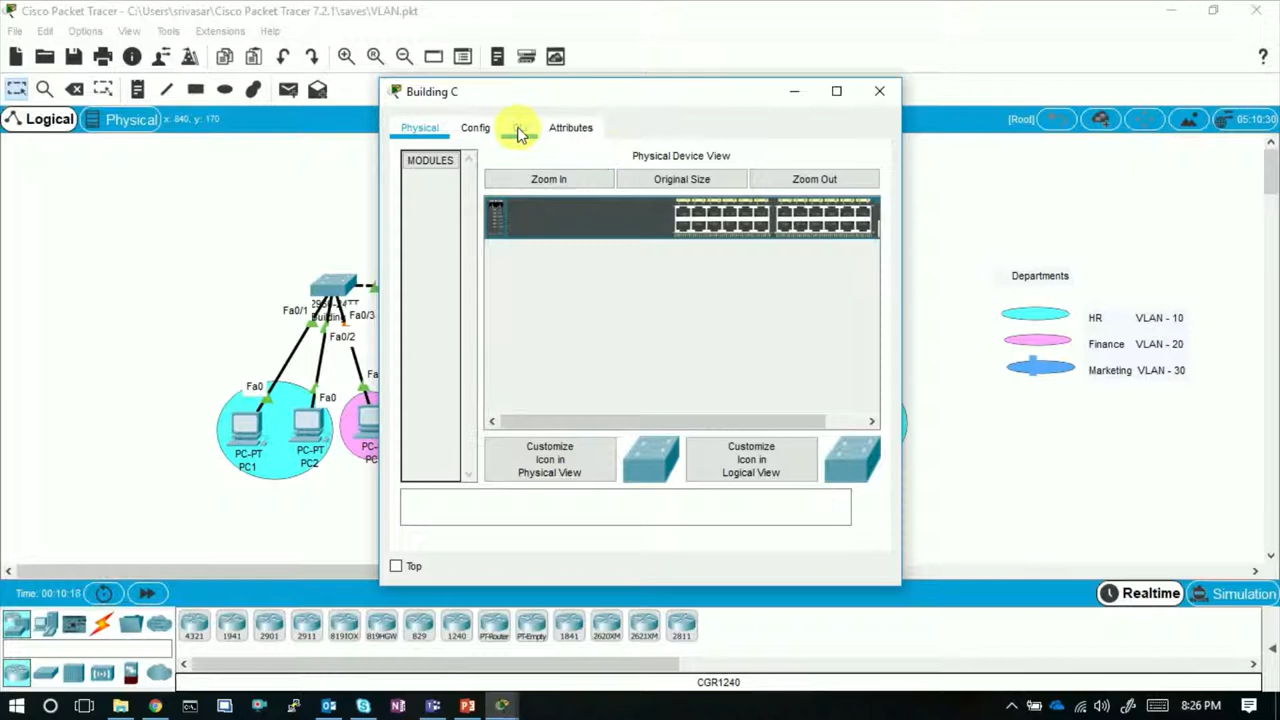 Cisco Packet Tracer - C:\Users\srivasar\Cisco Packet Tracer 7.2.1\saves\VLAN.pkt
File Edit Options View Tools Extensions Help
Building C
Logical Physical x: 840, y: 170 [Root] 05:10:30
Physical Config Attributes
MODULES
Physical Device View
Zoom In Original Size Zoom Out
Departments
HR VLAN - 10
Finance VLAN - 20
Marketing VLAN - 30
Fa0/1
Fa0/3
Fa0/2
Fa0
Fa0
PC-PT
PC1
PC-PT
PC2
Customize
Icon in
Physical View
Customize
Icon in
Logical View
Top
Time: 00:10:18 Realtime Simulation
4321 1941 2901 2911 819IOX 819HGW 829 1240 PT-Router PT-Empty 1841 2620XM 2621XM 2811
CGR1240
8:26 PM